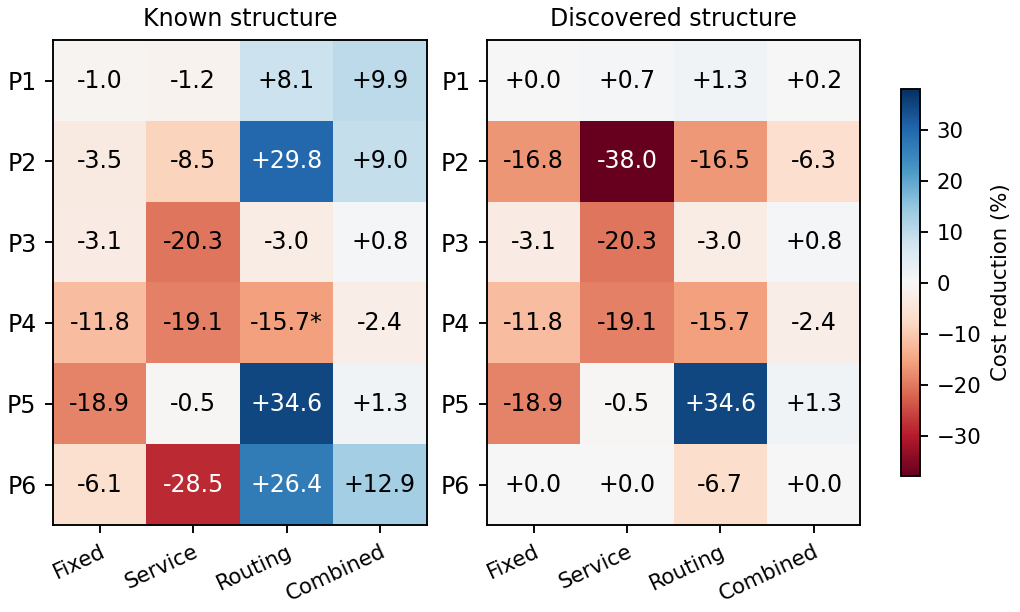 Known structure Discovered structure
P1 -1.0 -1.2 +8.1 +9.9 P1 +0.0 +0.7 +1.3 +0.2
P2 -3.5 -8.5 +29.8 +9.0 P2 -16.8 -38.0 -16.5 -6.3
P3 -3.1 -20.3 -3.0 +0.8 P3 -3.1 -20.3 -3.0 +0.8
P4 -11.8 -19.1 -15.7* -2.4 P4 -11.8 -19.1 -15.7 -2.4
P5 -18.9 -0.5 +34.6 +1.3 P5 -18.9 -0.5 +34.6 +1.3
P6 -6.1 -28.5 +26.4 +12.9 P6 +0.0 +0.0 -6.7 +0.0
Fixed Service Routing Combined Fixed Service Routing Combined
30
20
10
0
−10
−20
−30
Cost reduction (%)